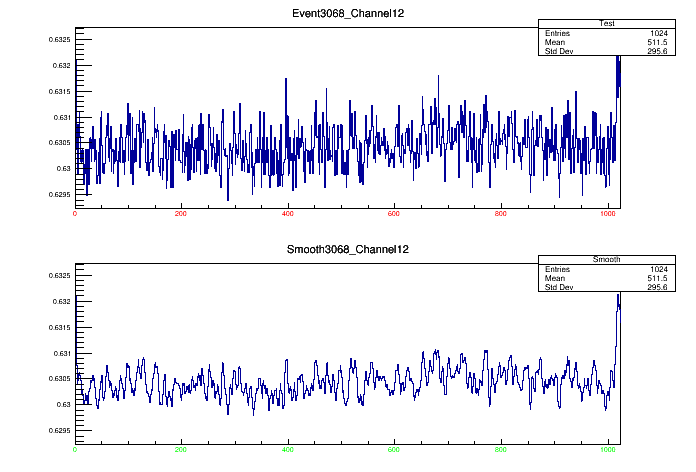 Event3068_Channel12
Test
Entries 1024
Mean 511.5
Std Dev 295.6
0.6325
0.632
0.6315
0.631
0.6305
0.63
0.6295
0 200 400 600 800 1000
Smooth3068_Channel12
Smooth
Entries 1024
Mean 511.5
Std Dev 295.6
0.6325
0.632
0.6315
0.631
0.6305
0.63
0.6295
0 200 400 600 800 1000